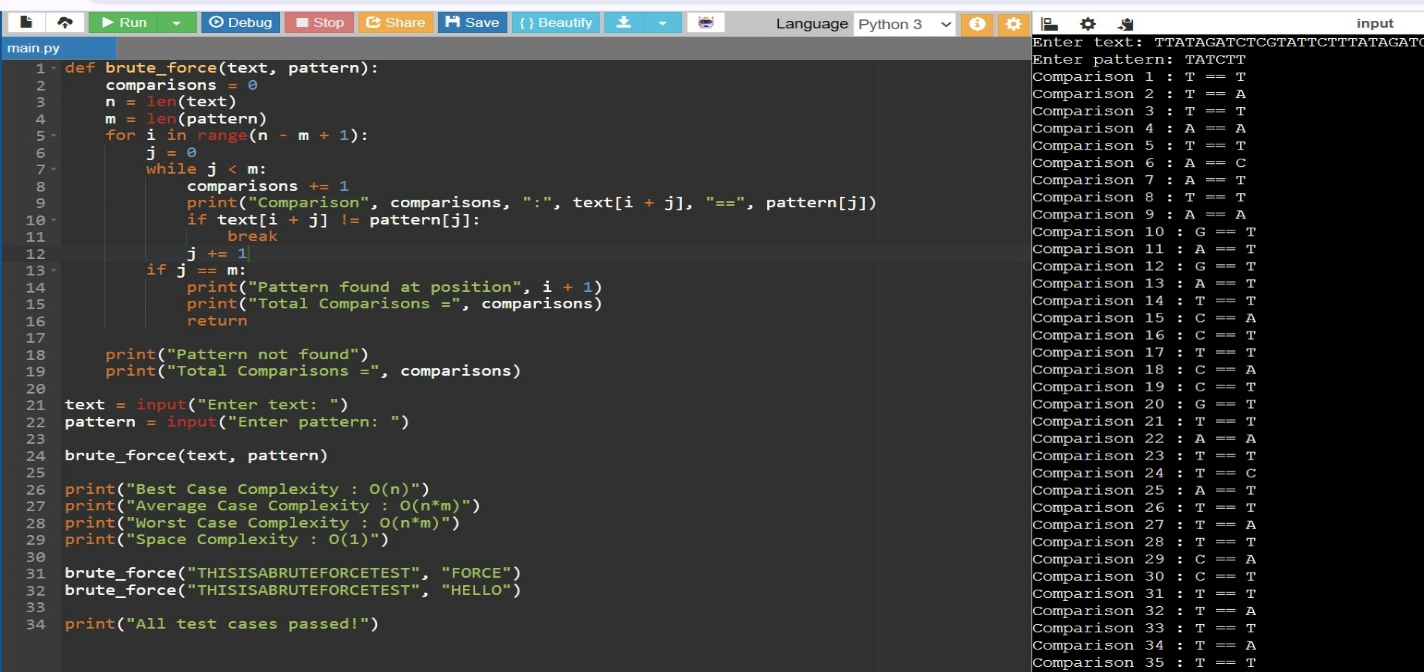 Run Debug Stop Share Save { } Beautify Language Python 3 input
main.py
1 def brute_force(text, pattern):
2 comparisons = 0
3 n = len(text)
4 m = len(pattern)
5 for i in range(n - m + 1):
6 j = 0
7 while j < m:
8 comparisons += 1
9 print("Comparison", comparisons, ":", text[i + j], "==", pattern[j])
10 if text[i + j] != pattern[j]:
11 break
12 j += 1
13 if j == m:
14 print("Pattern found at position", i + 1)
15 print("Total Comparisons =", comparisons)
16 return
17
18 print("Pattern not found")
19 print("Total Comparisons =", comparisons)
20
21 text = input("Enter text: ")
22 pattern = input("Enter pattern: ")
23
24 brute_force(text, pattern)
25
26 print("Best Case Complexity : O(n)")
27 print("Average Case Complexity : O(n*m)")
28 print("Worst Case Complexity : O(n*m)")
29 print("Space Complexity : O(1)")
30
31 brute_force("THISISABRUTEFORCETEST", "FORCE")
32 brute_force("THISISABRUTEFORCETEST", "HELLO")
33
34 print("All test cases passed!")
Enter text: TTATAGATCTCGTATTCTTTATAGATC
Enter pattern: TATCTT
Comparison 1 : T == T
Comparison 2 : T == A
Comparison 3 : T == T
Comparison 4 : A == A
Comparison 5 : T == T
Comparison 6 : A == C
Comparison 7 : A == T
Comparison 8 : T == T
Comparison 9 : A == A
Comparison 10 : G == T
Comparison 11 : A == T
Comparison 12 : G == T
Comparison 13 : A == T
Comparison 14 : T == T
Comparison 15 : C == A
Comparison 16 : C == T
Comparison 17 : T == T
Comparison 18 : C == A
Comparison 19 : C == T
Comparison 20 : G == T
Comparison 21 : T == T
Comparison 22 : A == A
Comparison 23 : T == T
Comparison 24 : T == C
Comparison 25 : A == T
Comparison 26 : T == T
Comparison 27 : T == A
Comparison 28 : T == T
Comparison 29 : C == A
Comparison 30 : C == T
Comparison 31 : T == T
Comparison 32 : T == A
Comparison 33 : T == T
Comparison 34 : T == A
Comparison 35 : T == T